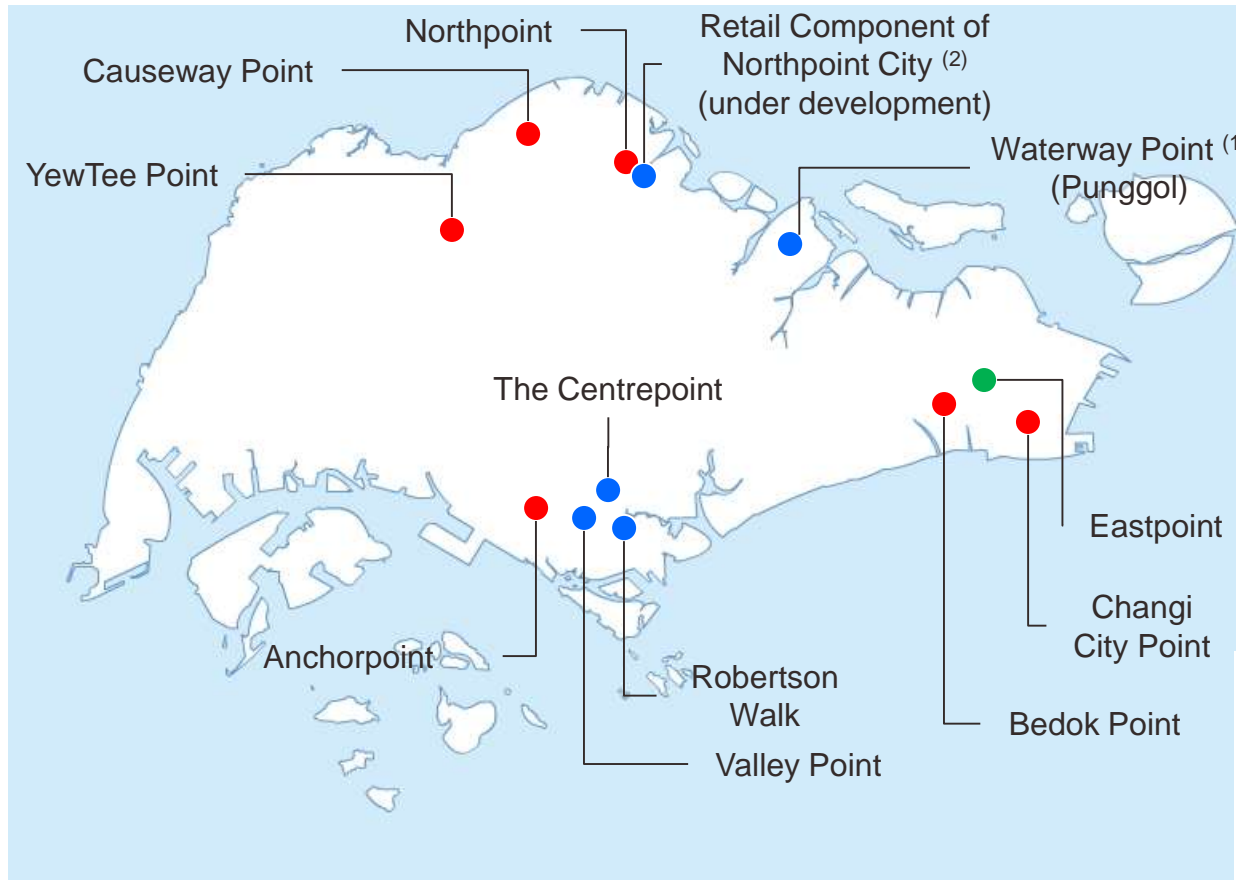 Northpoint
Retail Component of
Northpoint City (2)
(under development)
Causeway Point
Waterway Point (1
(Punggol)
YewTee Point
The Centrepoint
Eastpoint
Changi
City Point
Anchorpoint
Robertson
Walk
Bedok Point
Valley Point